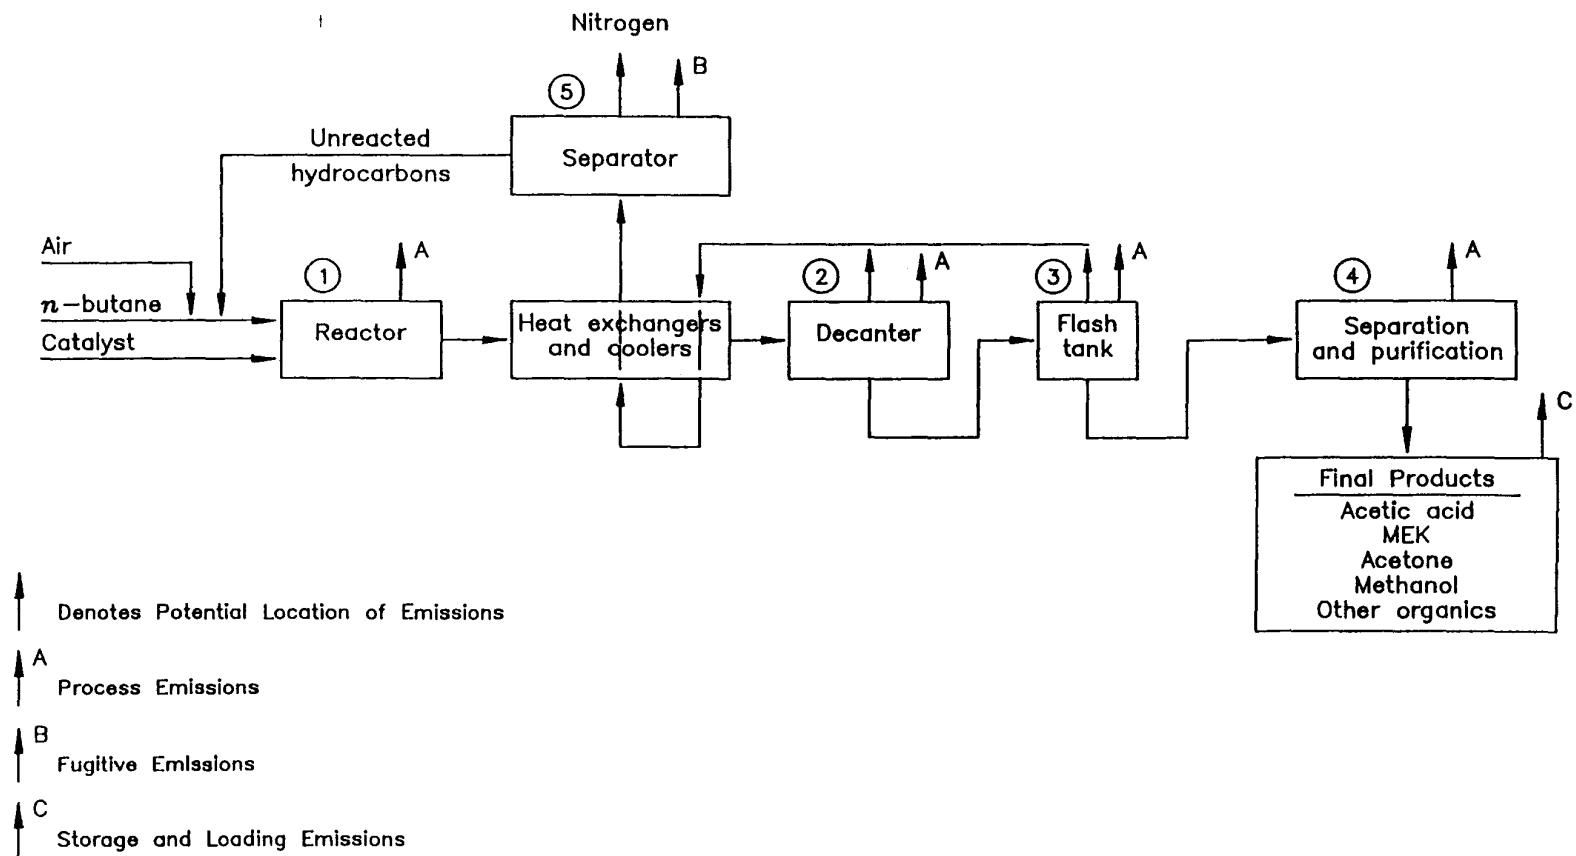 Nitrogen
B
5
Unreacted
hydrocarbons
Separator
Air
A
1
2
A
3
A
4
A
n-butane
Catalyst
Reactor
Heat exchangers
and coolers
Decanter
Flash
tank
Separation
and purification
C
Final Products
Acetic acid
MEK
Acetone
Methanol
Other organics
Denotes Potential Location of Emissions
A
Process Emissions
B
Fugitive Emissions
C
Storage and Loading Emissions